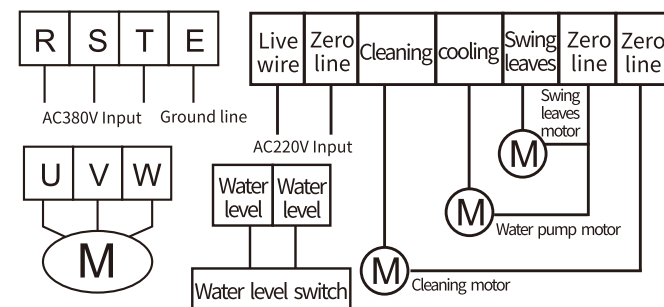 R S T E
AC380V Input Ground line
Live wire
Zero line
Cleaning
cooling
Swing leaves
Zero line
Zero line
AC220V Input
Swing
leaves
motor
M
U V W
M
Water level
Water level
M
Water pump motor
Water level switch
M
Cleaning motor